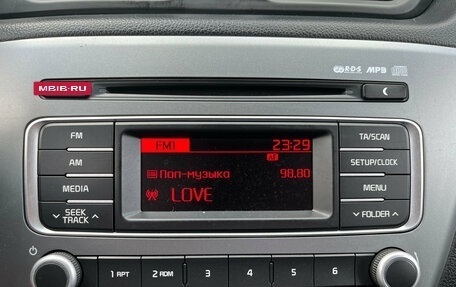 R·D·S MP3
MBIB·RU
FM
AM
MEDIA
SEEK
TRACK
FM1 23:29
AF
Поп-музыка 98.80
LOVE
TA/SCAN
SETUP/CLOCK
MENU
FOLDER
1 RPT
2 RDM
3
4
5
6